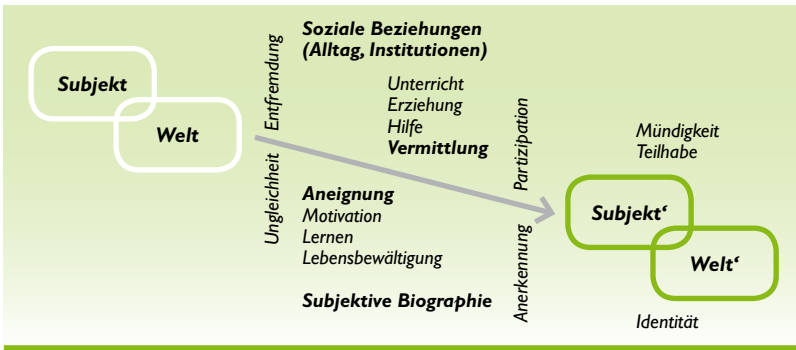 Soziale Beziehungen
(Alltag, Institutionen)
Entfremdung
Subjekt
Welt
Unterricht
Erziehung
Hilfe
Vermittlung
Partizipation
Mündigkeit
Teilhabe
Ungleichheit
Aneignung
Motivation
Lernen
Lebensbewältigung
Subjekt‘
Welt‘
Anerkennung
Subjektive Biographie
Identität